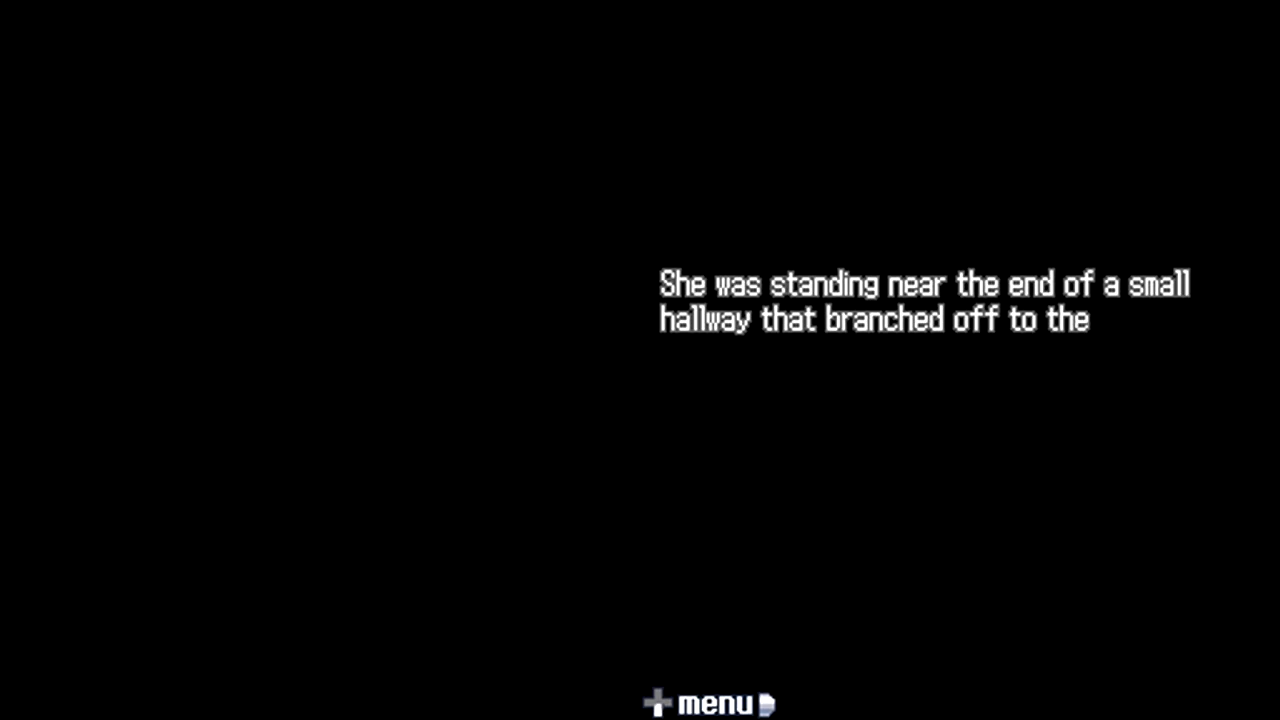 She was standing near the end of a small
hallway that branched off to the
menu